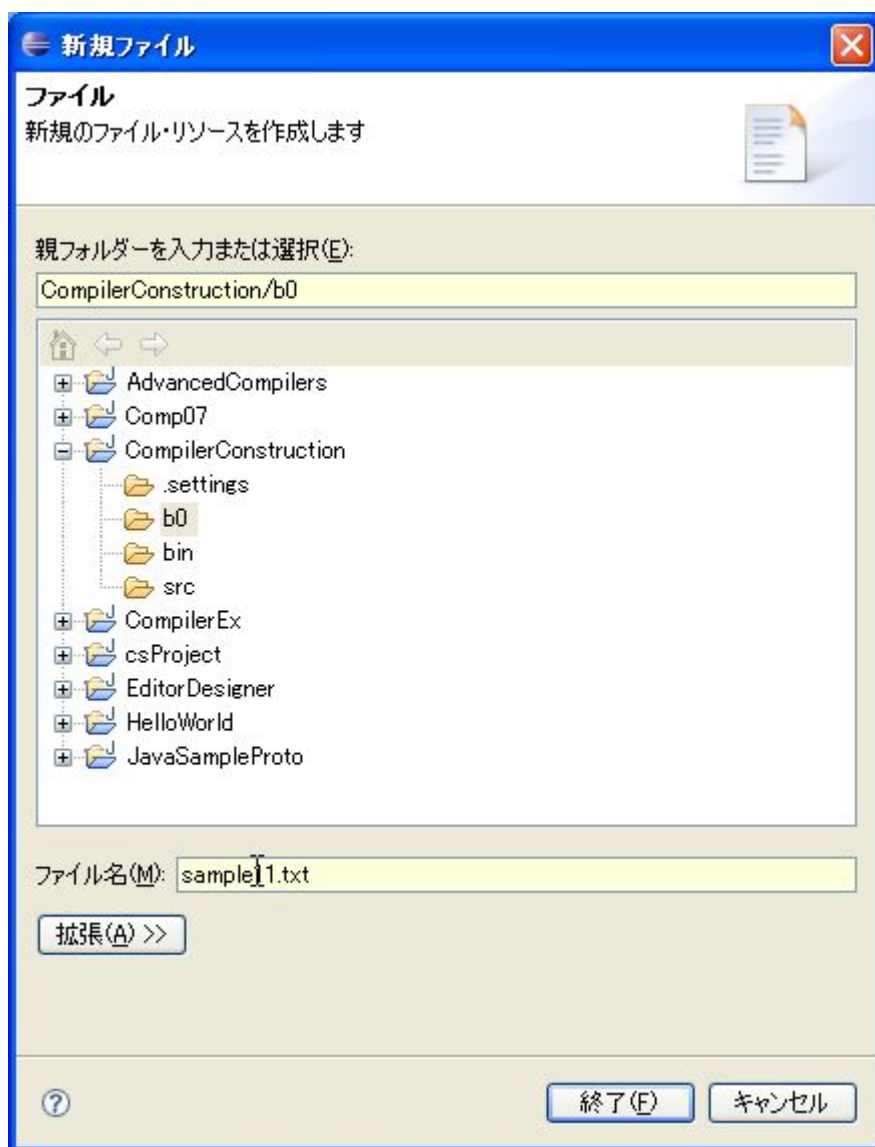 新規ファイル
ファイル
新規のファイル・リソースを作成します
親フォルダーを入力または選択(E):
CompilerConstruction/b0
AdvancedCompilers
Comp07
CompilerConstruction
.settings
b0
bin
src
CompilerEx
csProject
EditorDesigner
HelloWorld
JavaSampleProto
ファイル名(M):
拡張(A) >>
終了(F)
キャンセル